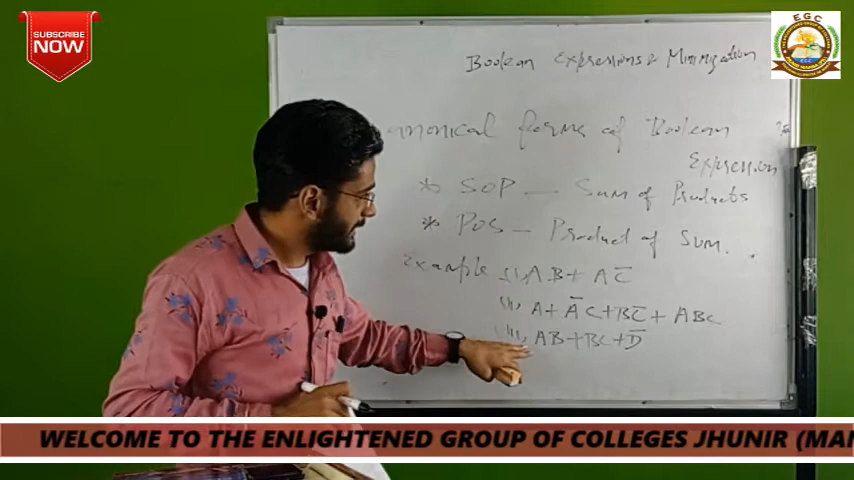 SUBSCRIBE
NOW
EGC
Boolean Expressions & Minimization
anonical forms of Boolean
Expression
* SOP — Sum of Products
* POS — Product of Sum.
Example (i) AB + AC̅
(ii) A + A̅C + BC̅ + ABC
(iii) AB + BC + D̅
WELCOME TO THE ENLIGHTENED GROUP OF COLLEGES JHUNIR (MA